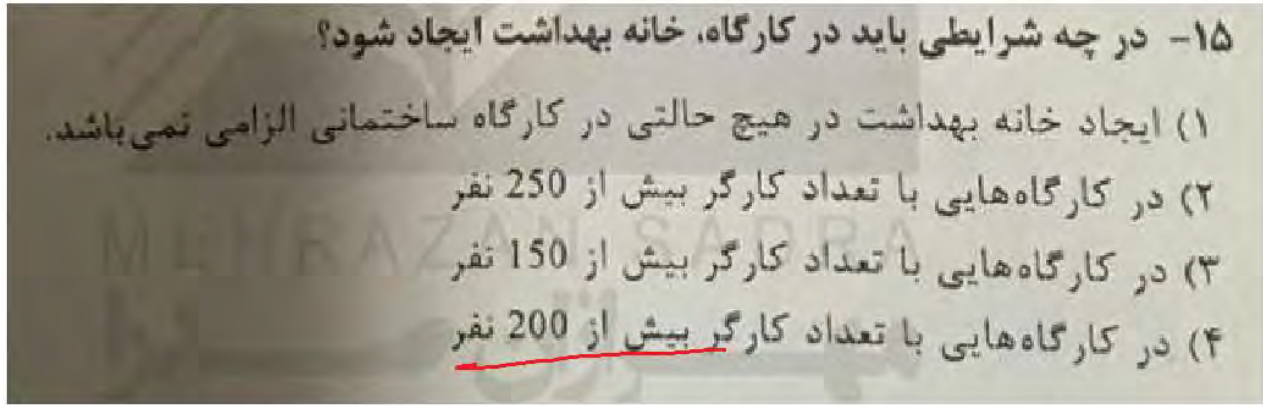 ۱۵- در چه شرایطی باید در کارگاه، خانه بهداشت ایجاد شود؟
۱) ایجاد خانه بهداشت در هیچ حالتی در کارگاه ساختمانی الزامی نمی‌باشد.
۲) در کارگاه‌هایی با تعداد کارگر بیش از 250 نفر
MEHRAZAN SAPRA
۳) در کارگاه‌هایی با تعداد کارگر بیش از 150 نفر
۴) در کارگاه‌هایی با تعداد کارگر بیش از 200 نفر